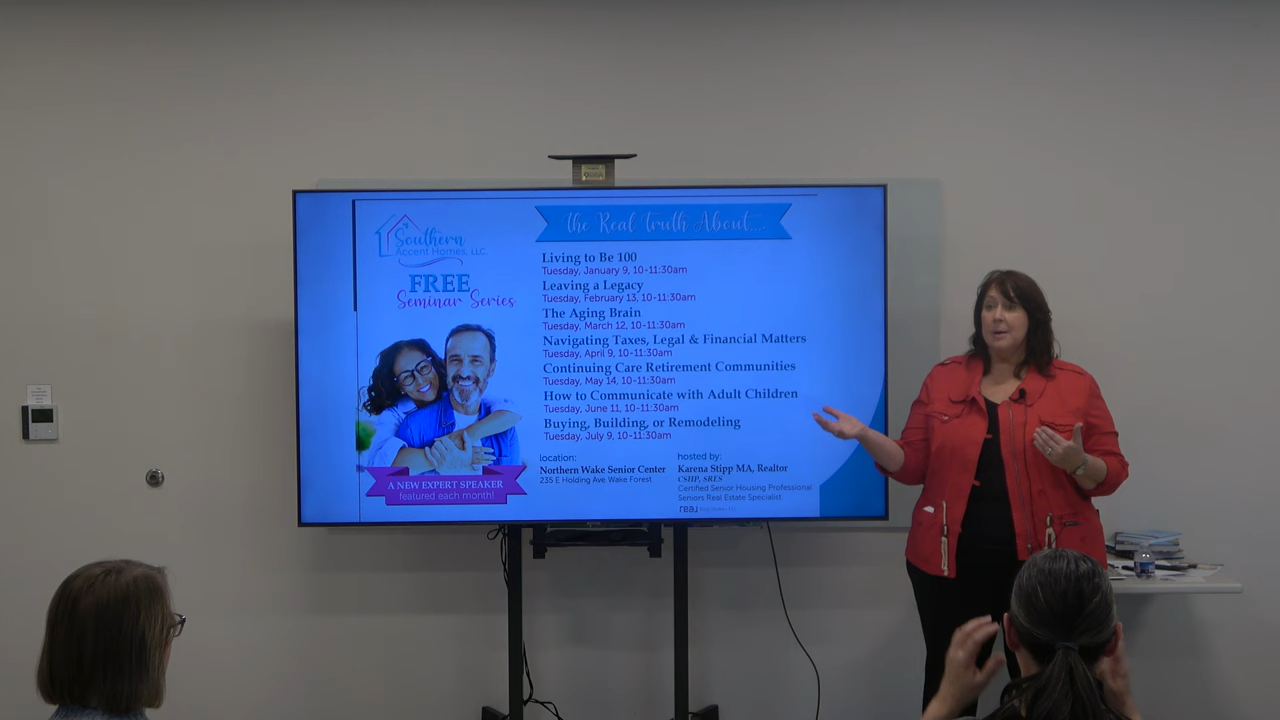 Southern
Accent Homes, LLC.
FREE
Seminar Series
A NEW EXPERT SPEAKER
featured each month!
the Real truth About....
Living to Be 100
Tuesday, January 9, 10-11:30am
Leaving a Legacy
Tuesday, February 13, 10-11:30am
The Aging Brain
Tuesday, March 12, 10-11:30am
Navigating Taxes, Legal & Financial Matters
Tuesday, April 9, 10-11:30am
Continuing Care Retirement Communities
Tuesday, May 14, 10-11:30am
How to Communicate with Adult Children
Tuesday, June 11, 10-11:30am
Buying, Building, or Remodeling
Tuesday, July 9, 10-11:30am
location:
Northern Wake Senior Center
235 E Holding Ave Wake Forest
hosted by:
Karena Stipp MA, Realtor
CSHP, SRES
Certified Senior Housing Professional
Seniors Real Estate Specialist
real